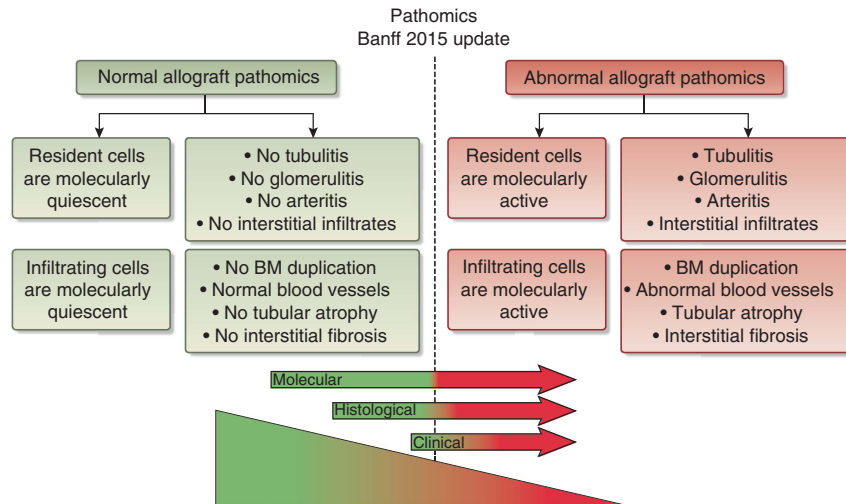 Pathomics
Banff 2015 update
Normal allograft pathomics
Abnormal allograft pathomics
Resident cells
are molecularly
quiescent
• No tubulitis
• No glomerulitis
• No arteritis
• No interstitial infiltrates
Resident cells
are molecularly
active
• Tubulitis
• Glomerulitis
• Arteritis
• Interstitial infiltrates
Infiltrating cells
are molecularly
quiescent
• No BM duplication
• Normal blood vessels
• No tubular atrophy
• No interstitial fibrosis
Infiltrating cells
are molecularly
active
• BM duplication
• Abnormal blood vessels
• Tubular atrophy
• Interstitial fibrosis
Molecular
Histological
Clinical